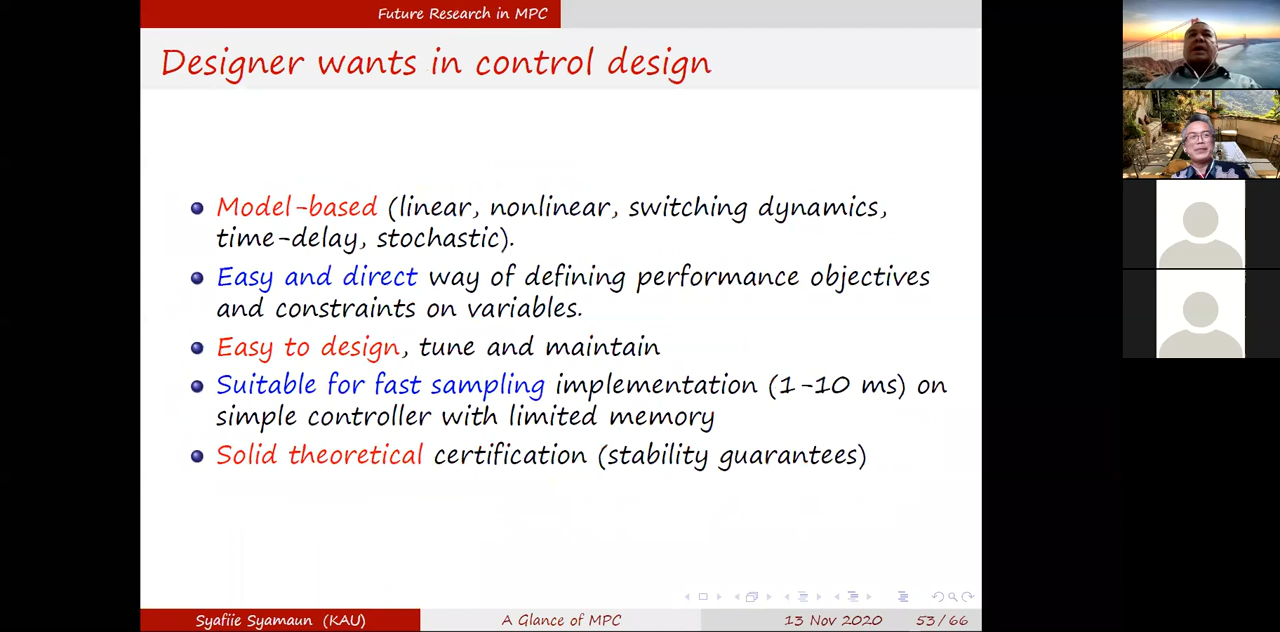 Future Research in MPC
Designer wants in control design
Model-based (linear, nonlinear, switching dynamics,
time-delay, stochastic).
Easy and direct way of defining performance objectives
and constraints on variables.
Easy to design, tune and maintain
Suitable for fast sampling implementation (1-10 ms) on
simple controller with limited memory
Solid theoretical certification (stability guarantees)
Syafiie Syamaun (KAU)
A Glance of MPC
13 Nov 2020
53/66